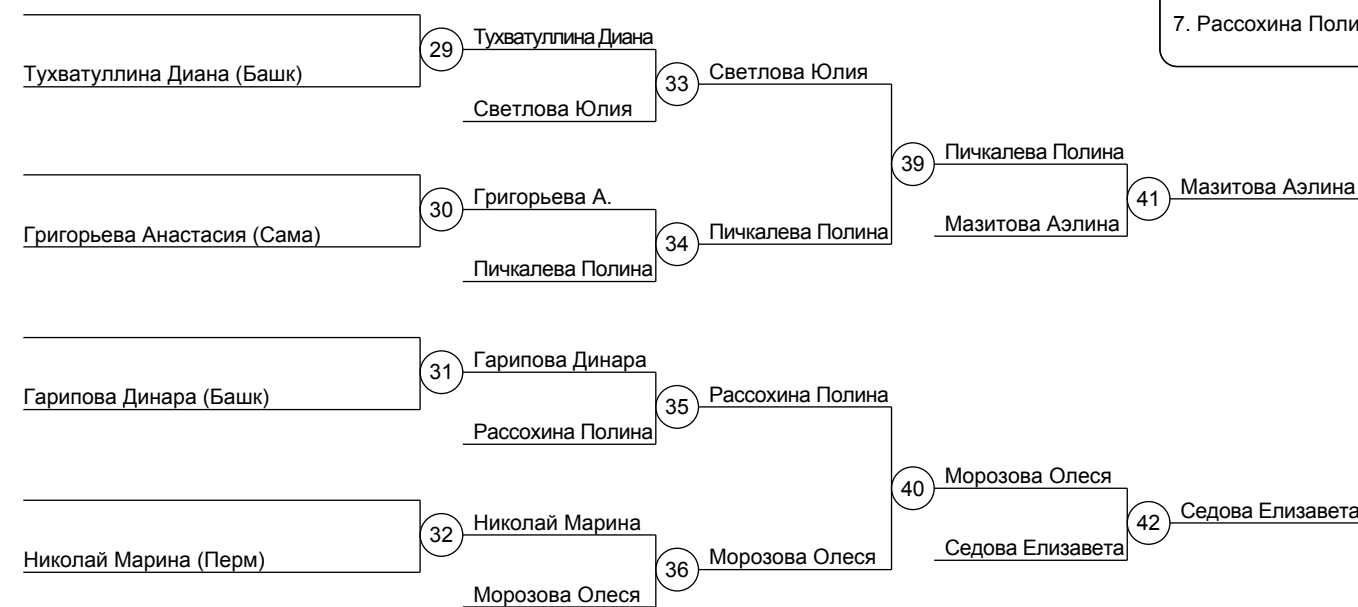 7. Рассохина Поли
29 Тухватуллина Диана
Тухватуллина Диана (Башк)
33 Светлова Юлия
Светлова Юлия
39 Пичкалева Полина
30 Григорьева А.
Григорьева Анастасия (Сама)
34 Пичкалева Полина
Пичкалева Полина
Мазитова Аэлина
41 Мазитова Аэлина
31 Гарипова Динара
Гарипова Динара (Башк)
35 Рассохина Полина
Рассохина Полина
40 Морозова Олеся
32 Николай Марина
Николай Марина (Перм)
36 Морозова Олеся
Морозова Олеся
Седова Елизавета
42 Седова Елизавета